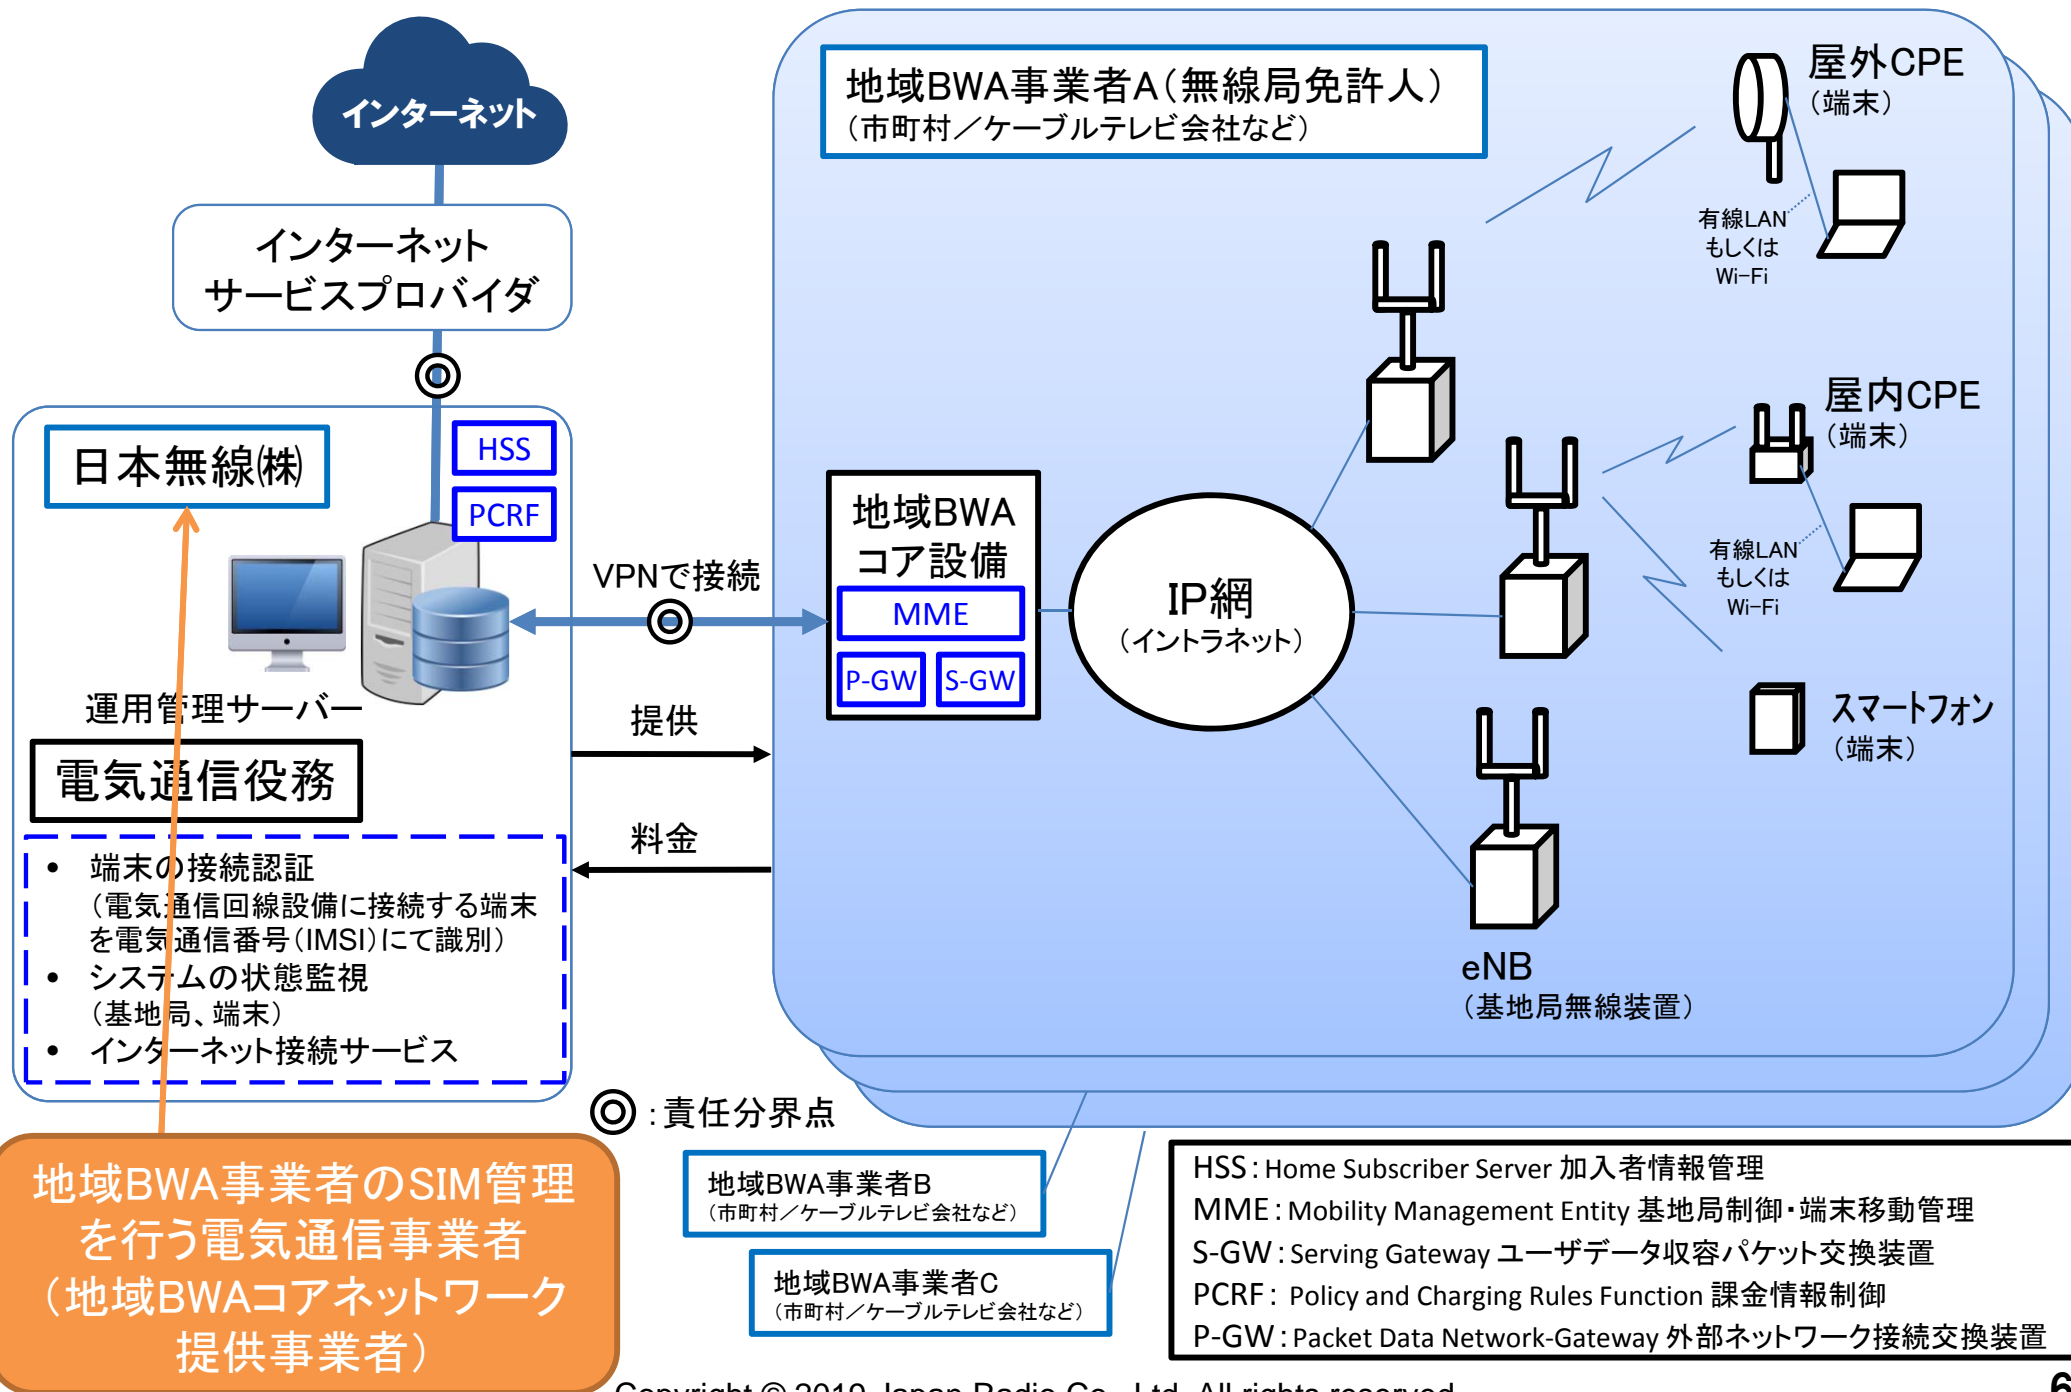 インターネット
インターネット
サービスプロバイダ
日本無線㈱
HSS
PCRF
運用管理サーバー
電気通信役務
• 端末の接続認証
（電気通信回線設備に接続する端末
を電気通信番号（IMSI）にて識別）
• システムの状態監視
（基地局、端末）
• インターネット接続サービス
地域BWA事業者のSIM管理
を行う電気通信事業者
（地域BWAコアネットワーク
提供事業者）
VPNで接続
提供
料金
◎：責任分界点
地域BWA事業者A（無線局免許人）
（市町村／ケーブルテレビ会社など）
地域BWA
コア設備
MME
P-GW
S-GW
IP網
（イントラネット）
屋外CPE
（端末）
有線LAN
もしくは
Wi-Fi
屋内CPE
（端末）
有線LAN
もしくは
Wi-Fi
スマートフォン
（端末）
eNB
（基地局無線装置）
地域BWA事業者B
（市町村／ケーブルテレビ会社など）
地域BWA事業者C
（市町村／ケーブルテレビ会社など）
HSS：Home Subscriber Server 加入者情報管理
MME：Mobility Management Entity 基地局制御・端末移動管理
S-GW：Serving Gateway ユーザデータ収容パケット交換装置
PCRF： Policy and Charging Rules Function 課金情報制御
P-GW：Packet Data Network-Gateway 外部ネットワーク接続交換装置
Copyright © 2019 Japan Radio Co., Ltd. All rights reserved
6